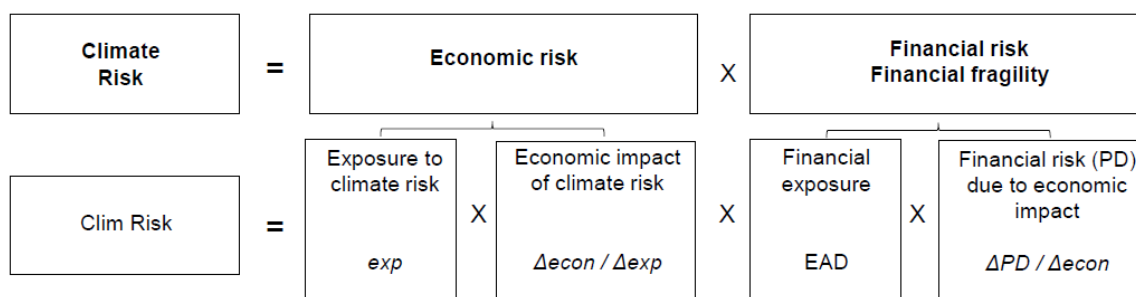 Climate
Risk
=
Economic risk
X
Financial risk
Financial fragility
Clim Risk
=
Exposure to
climate risk
exp
X
Economic impact
of climate risk
Δecon / Δexp
X
Financial
exposure
EAD
X
Financial risk (PD)
due to economic
impact
ΔPD / Δecon